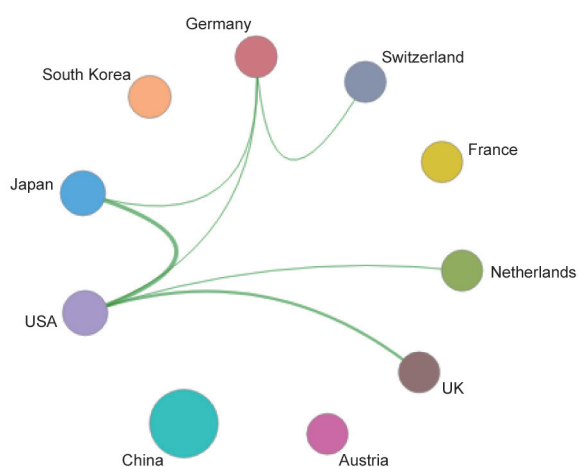 Germany
Switzerland
South Korea
France
Japan
Netherlands
USA
UK
China
Austria